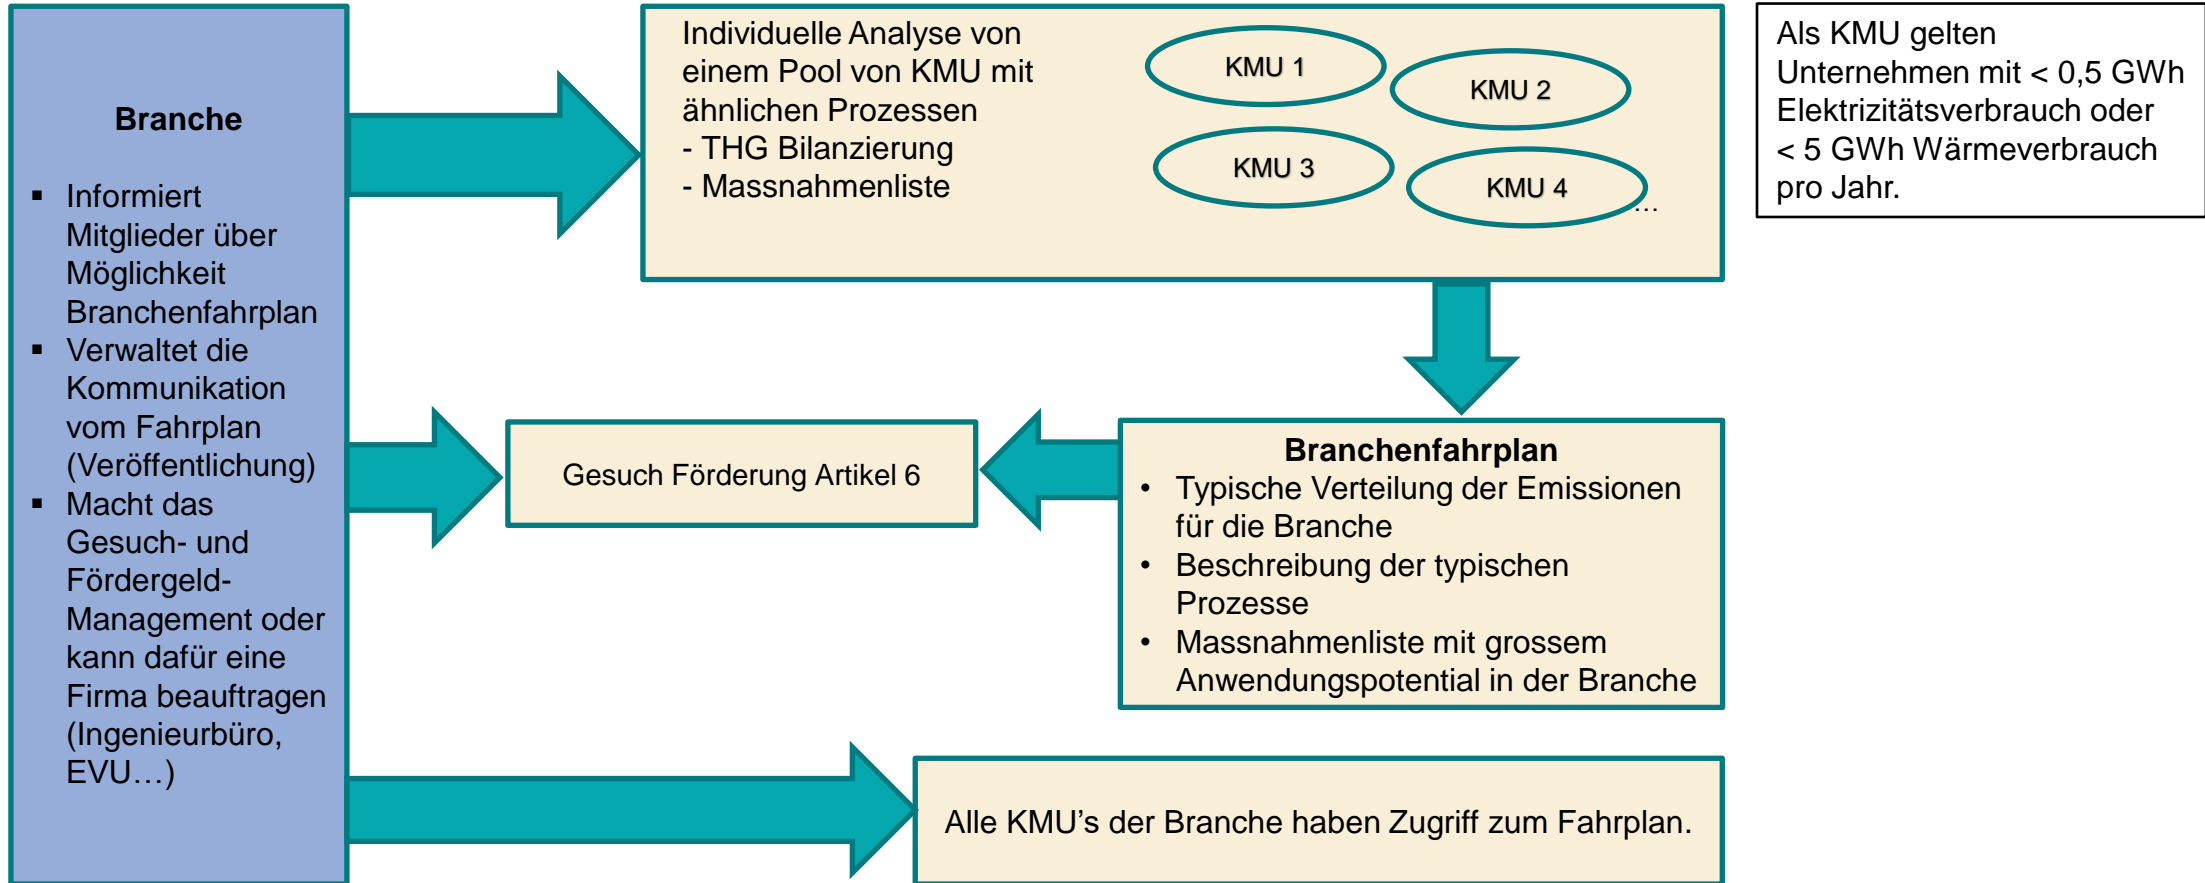 Branche
▪ Informiert
Mitglieder über
Möglichkeit
Branchenfahrplan
▪ Verwaltet die
Kommunikation
vom Fahrplan
(Veröffentlichung)
▪ Macht das
Gesuch- und
Fördergeld-
Management oder
kann dafür eine
Firma beauftragen
(Ingenieurbüro,
EVU…)
Individuelle Analyse von
einem Pool von KMU mit
ähnlichen Prozessen
- THG Bilanzierung
- Massnahmenliste
KMU 1
KMU 2
KMU 3
KMU 4
…
Als KMU gelten
Unternehmen mit < 0,5 GWh
Elektrizitätsverbrauch oder
< 5 GWh Wärmeverbrauch
pro Jahr.
Gesuch Förderung Artikel 6
Branchenfahrplan
• Typische Verteilung der Emissionen
für die Branche
• Beschreibung der typischen
Prozesse
• Massnahmenliste mit grossem
Anwendungspotential in der Branche
Alle KMU’s der Branche haben Zugriff zum Fahrplan.